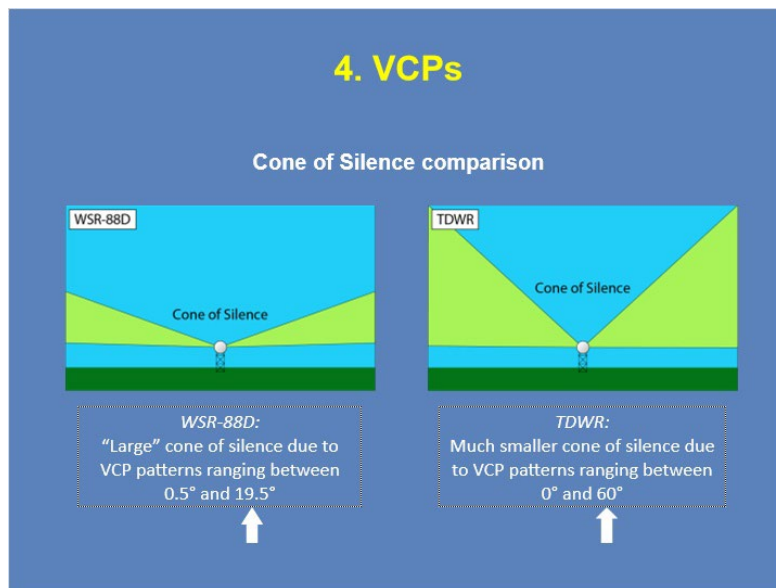 4. VCPs
Cone of Silence comparison
WSR-88D
Cone of Silence
TDWR
Cone of Silence
WSR-88D:
“Large” cone of silence due to
VCP patterns ranging between
0.5° and 19.5°
TDWR:
Much smaller cone of silence due
to VCP patterns ranging between
0° and 60°